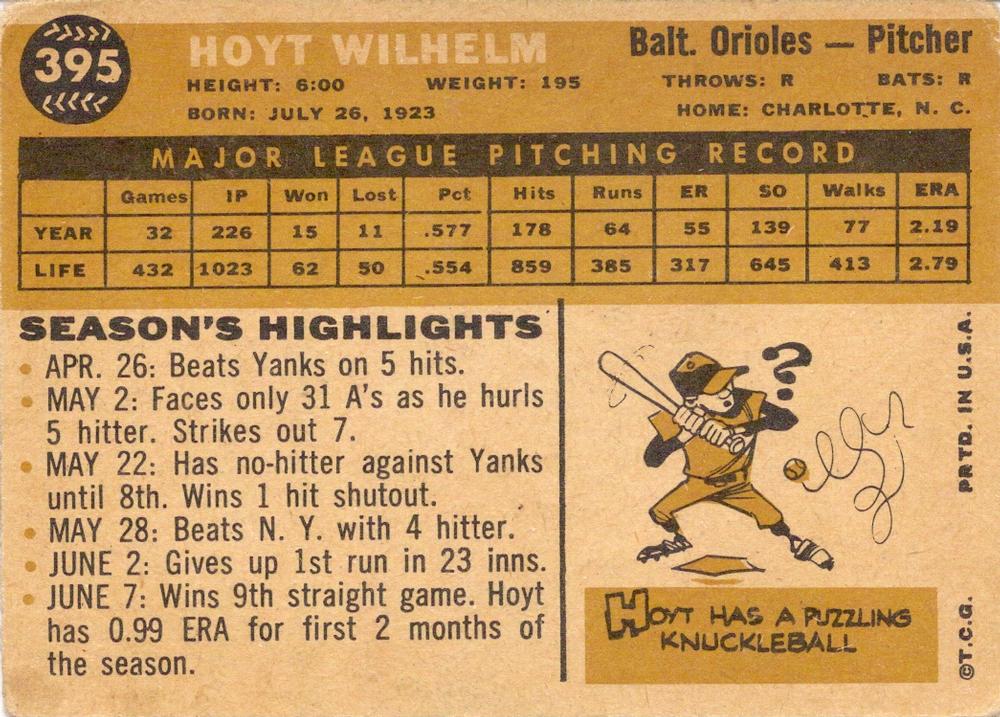 395
HOYT WILHELM
Balt. Orioles — Pitcher
HEIGHT: 6:00 WEIGHT: 195 THROWS: R BATS: R
BORN: JULY 26, 1923 HOME: CHARLOTTE, N. C.
MAJOR LEAGUE PITCHING RECORD
Games IP Won Lost Pct Hits Runs ER SO Walks ERA
YEAR 32 226 15 11 .577 178 64 55 139 77 2.19
LIFE 432 1023 62 50 .554 859 385 317 645 413 2.79
SEASON'S HIGHLIGHTS
• APR. 26: Beats Yanks on 5 hits.
• MAY 2: Faces only 31 A's as he hurls
5 hitter. Strikes out 7.
• MAY 22: Has no-hitter against Yanks
until 8th. Wins 1 hit shutout.
• MAY 28: Beats N. Y. with 4 hitter.
• JUNE 2: Gives up 1st run in 23 inns.
• JUNE 7: Wins 9th straight game. Hoyt
has 0.99 ERA for first 2 months of
the season.
?
HOYT HAS A PUZZLING
KNUCKLEBALL
©T.C.G. PRTD. IN U.S.A.